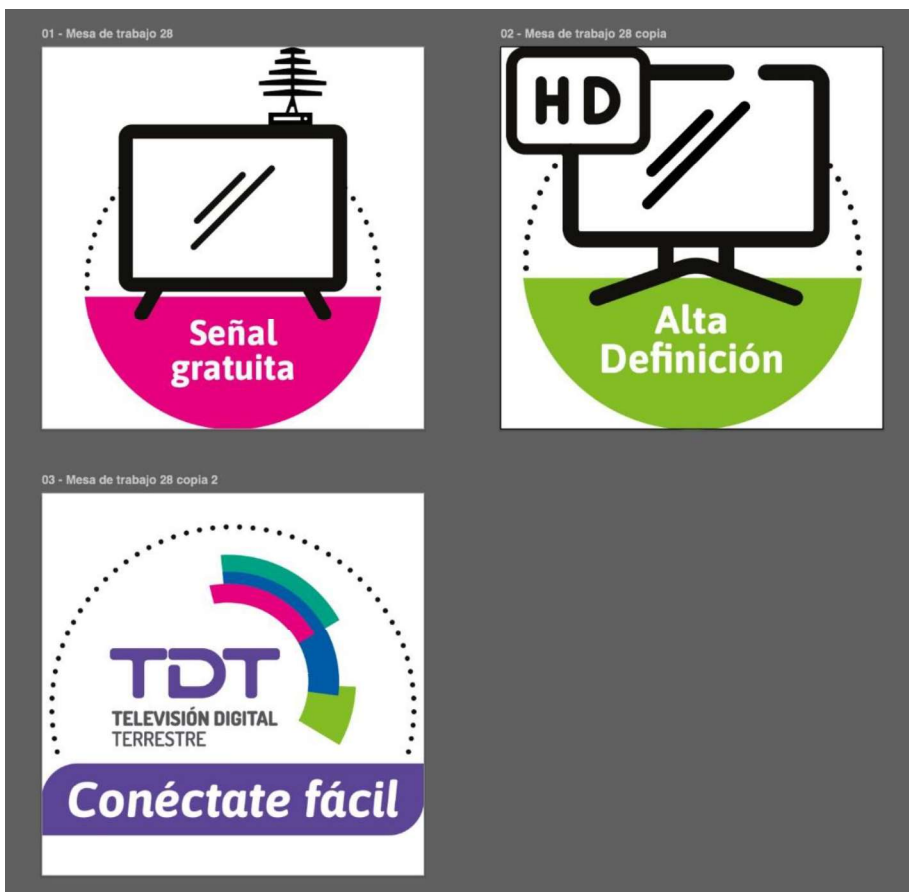 01 - Mesa de trabajo 28
Señal
gratuita
02 - Mesa de trabajo 28 copia
HD
Alta
Definición
03 - Mesa de trabajo 28 copia 2
TDT
TELEVISIÓN DIGITAL
TERRESTRE
Conéctate fácil